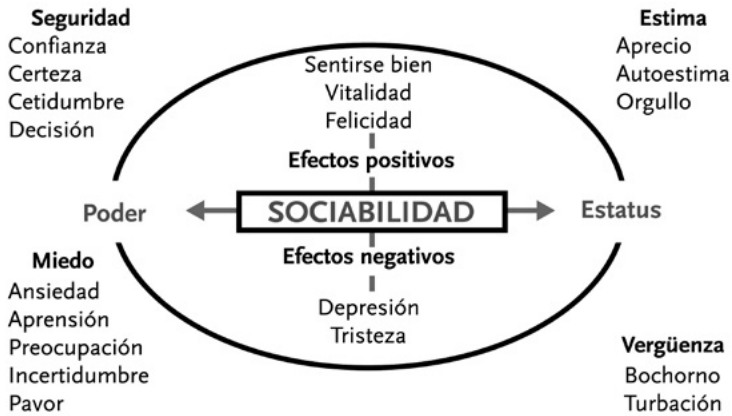 Seguridad
Confianza
Certeza
Cetidumbre
Decisión
Estima
Aprecio
Autoestima
Orgullo
Sentirse bien
Vitalidad
Felicidad
Efectos positivos
Poder
SOCIABILIDAD
Estatus
Efectos negativos
Depresión
Tristeza
Miedo
Ansiedad
Aprensión
Preocupación
Incertidumbre
Pavor
Vergüenza
Bochorno
Turbación